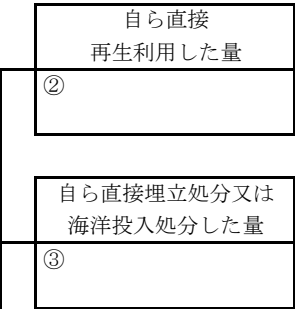 自ら直接
再生利用した量
②
自ら直接埋立処分又は
海洋投入処分した量
③